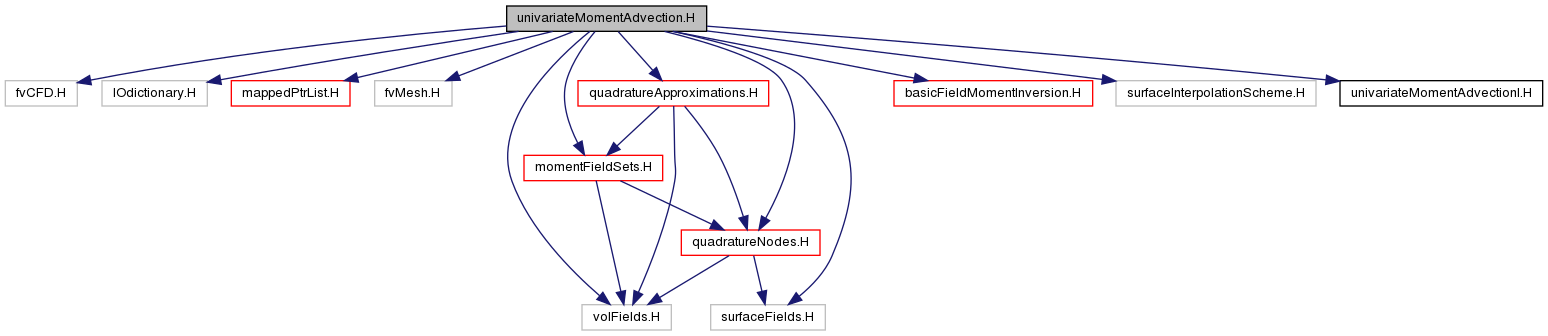 univariateMomentAdvection.H
fvCFD.H
IOdictionary.H
mappedPtrList.H
fvMesh.H
quadratureApproximations.H
basicFieldMomentInversion.H
surfaceInterpolationScheme.H
univariateMomentAdvectionI.H
momentFieldSets.H
quadratureNodes.H
volFields.H
surfaceFields.H